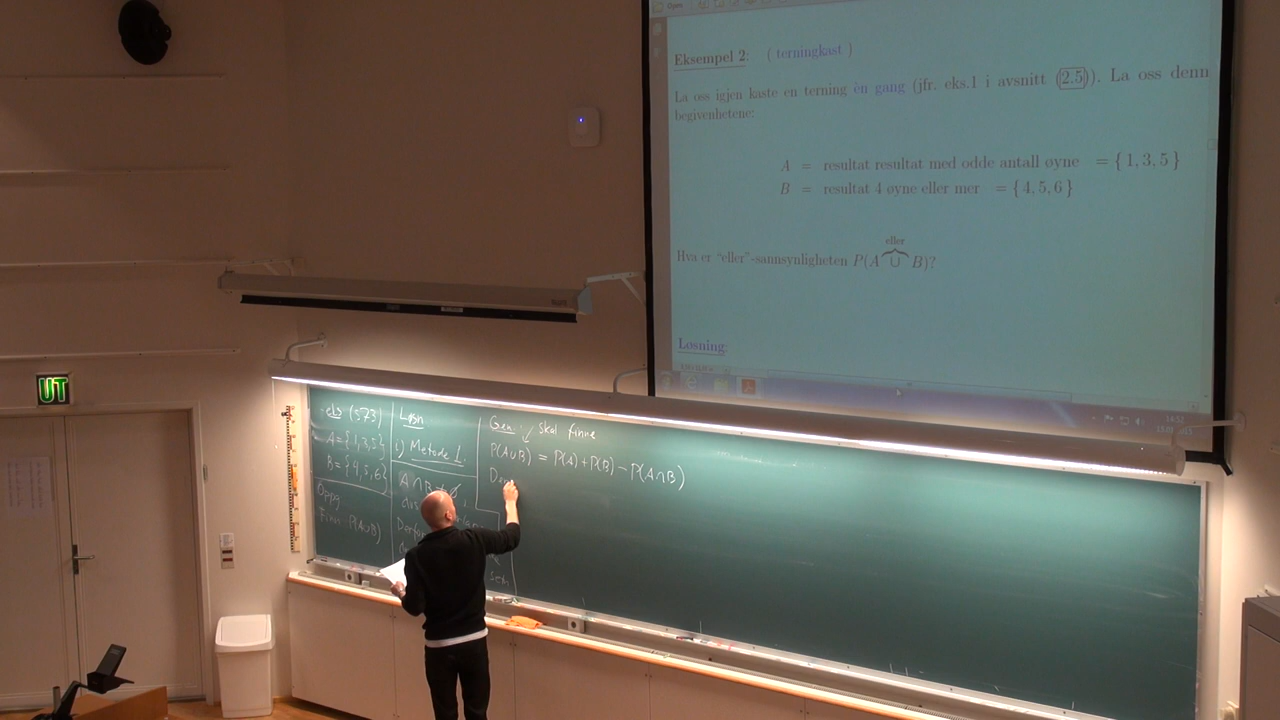 Eksempel 2: ( terningkast )
La oss igjen kaste en terning èn gang (jfr. eks.1 i avsnitt (2.5)). La oss denn
begivenhetene:
A = resultat resultat med odde antall øyne = { 1, 3, 5 }
B = resultat 4 øyne eller mer = { 4, 5, 6 }
eller
Hva er "eller"-sannsynligheten P(A ∪ B)?
Løsning
UT
eks (s.73)
A = {1,3,5}
B = {4,5,6}
Oppg
Finn P(A∪B)
Løsn
i) Metode 1.
A ∩ B ≠ ∅
Gen: skal finne
P(A∪B) = P(A) + P(B) - P(A∩B)